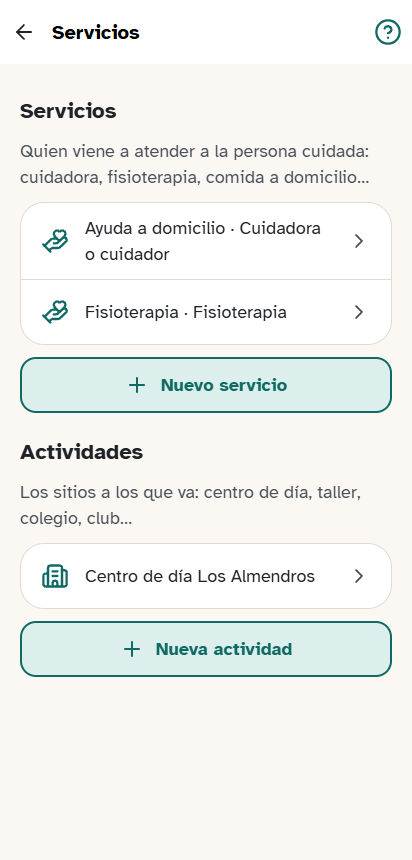 Servicios
Servicios
Quien viene a atender a la persona cuidada:
cuidadora, fisioterapia, comida a domicilio...
Ayuda a domicilio · Cuidadora
o cuidador
Fisioterapia · Fisioterapia
Nuevo servicio
Actividades
Los sitios a los que va: centro de día, taller,
colegio, club...
Centro de día Los Almendros
Nueva actividad